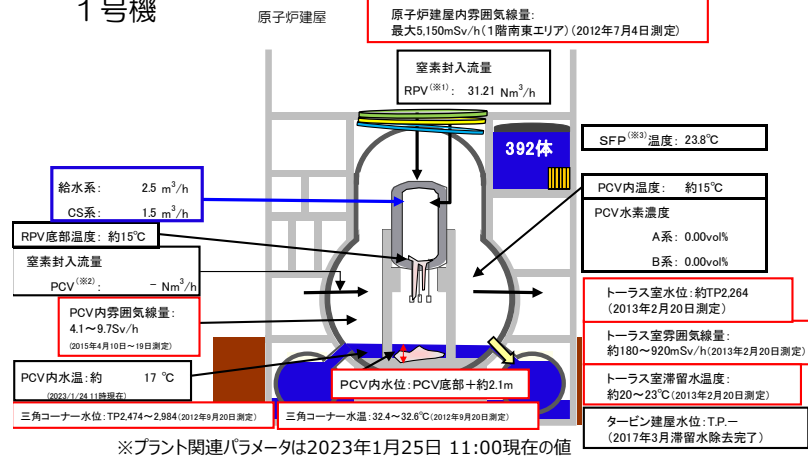 1号機
原子炉建屋
原子炉建屋内雰囲気線量:
最大5,150mSv/h(1階南東エリア)(2012年7月4日測定)
窒素封入流量
RPV(※1): 31.21 Nm3/h
392体
SFP(※3)温度: 23.8℃
給水系: 2.5 m3/h
CS系: 1.5 m3/h
PCV内温度: 約15℃
PCV水素濃度
A系: 0.00vol%
B系: 0.00vol%
RPV底部温度: 約15℃
窒素封入流量
PCV(※2): - Nm3/h
PCV内雰囲気線量:
4.1~9.7Sv/h
(2015年4月10日~19日測定)
トーラス室水位:約TP2,264
(2013年2月20日測定)
トーラス室雰囲気線量:
約180~920mSv/h(2013年2月20日測定)
PCV内水温:約 17 ℃
(2023/1/24 11時現在)
PCV内水位:PCV底部+約2.1m
トーラス室滞留水温度:
約20~23℃(2013年2月20日測定)
三角コーナー水位:TP2,474~2,984(2012年9月20日測定)
三角コーナー水温:32.4~32.6℃(2012年9月20日測定)
タービン建屋水位:T.P.-
(2017年3月滞留水除去完了)
※プラント関連パラメータは2023年1月25日 11:00現在の値